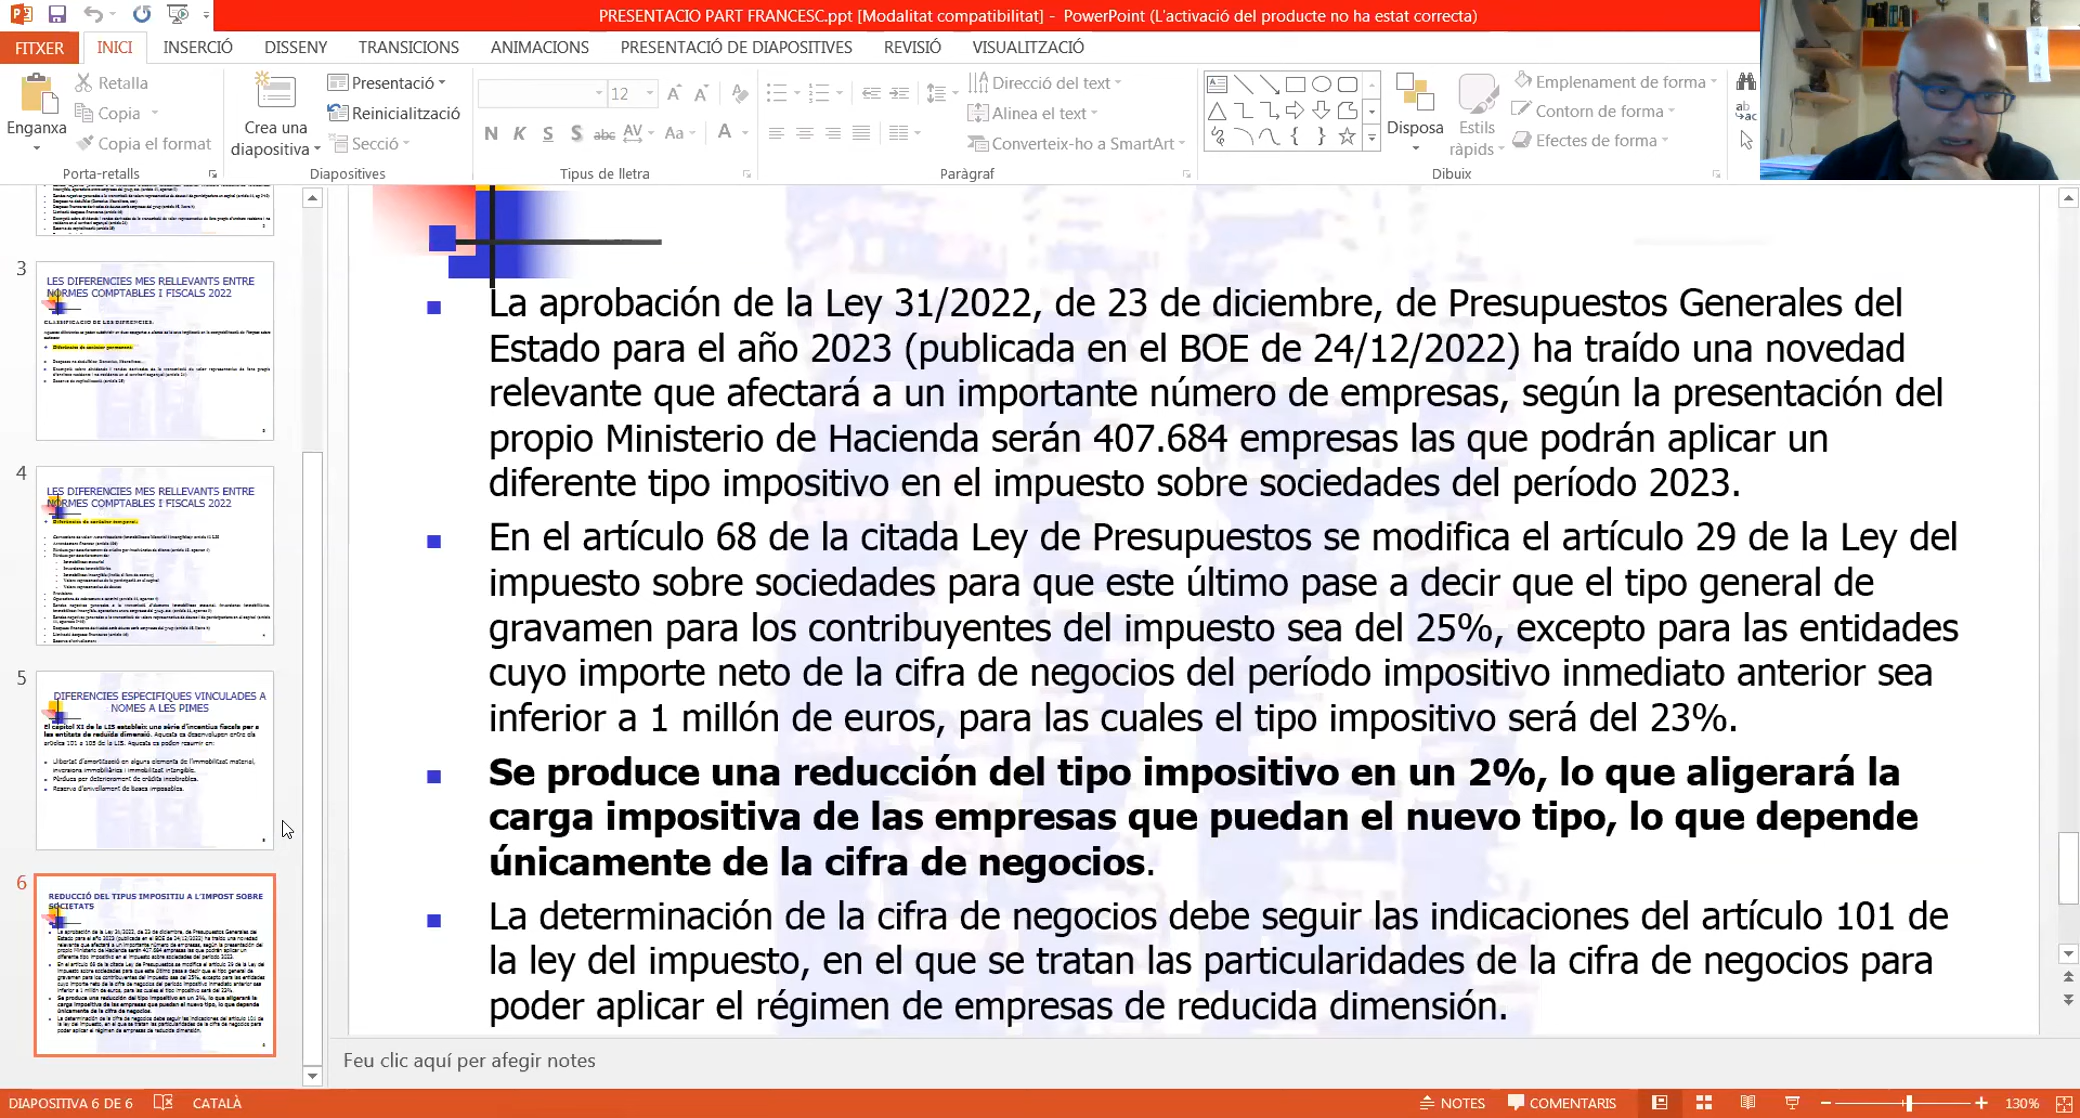 PRESENTACIO PART FRANCESC.ppt [Modalitat compatibilitat] - PowerPoint (L'activació del producte no ha estat correcta)
FITXER INICI INSERCIÓ DISSENY TRANSICIONS ANIMACIONS PRESENTACIÓ DE DIAPOSITIVES REVISIÓ VISUALITZACIÓ
Enganxa
Retalla
Copia
Copia el format
Porta-retalls
Crea una
diapositiva
Presentació
Reinicialització
Secció
Diapositives
12
N K S S abc AV Aa A
Tipus de lletra
Direcció del text
Alinea el text
Converteix-ho a SmartArt
Paràgraf
Disposa
Estils
ràpids
Emplenament de forma
Contorn de forma
Efectes de forma
Dibuix
3
LES DIFERENCIES MES RELLEVANTS ENTRE
NORMES COMPTABLES I FISCALS 2022
4
LES DIFERENCIES MES RELLEVANTS ENTRE
NORMES COMPTABLES I FISCALS 2022
5
DIFERENCIES ESPECIFIQUES VINCULADES A
NOMES A LES PIMES
6
REDUCCIÓ DEL TIPUS IMPOSITIU A L'IMPOST SOBRE
SOCIETATS
La aprobación de la Ley 31/2022, de 23 de diciembre, de Presupuestos Generales del
Estado para el año 2023 (publicada en el BOE de 24/12/2022) ha traído una novedad
relevante que afectará a un importante número de empresas, según la presentación del
propio Ministerio de Hacienda serán 407.684 empresas las que podrán aplicar un
diferente tipo impositivo en el impuesto sobre sociedades del período 2023.
En el artículo 68 de la citada Ley de Presupuestos se modifica el artículo 29 de la Ley del
impuesto sobre sociedades para que este último pase a decir que el tipo general de
gravamen para los contribuyentes del impuesto sea del 25%, excepto para las entidades
cuyo importe neto de la cifra de negocios del período impositivo inmediato anterior sea
inferior a 1 millón de euros, para las cuales el tipo impositivo será del 23%.
Se produce una reducción del tipo impositivo en un 2%, lo que aligerará la
carga impositiva de las empresas que puedan el nuevo tipo, lo que depende
únicamente de la cifra de negocios.
La determinación de la cifra de negocios debe seguir las indicaciones del artículo 101 de
la ley del impuesto, en el que se tratan las particularidades de la cifra de negocios para
poder aplicar el régimen de empresas de reducida dimensión.
Feu clic aquí per afegir notes
DIAPOSITIVA 6 DE 6 CATALÀ NOTES COMENTARIS 130%